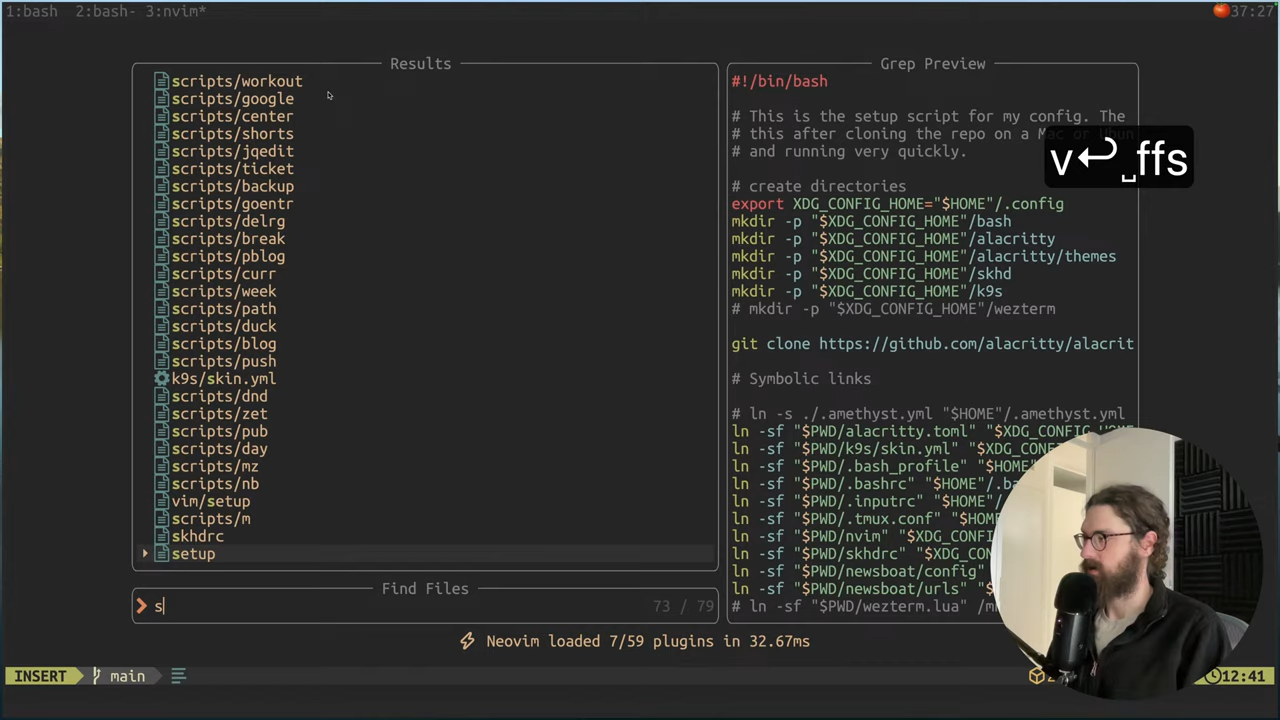 1:bash 2:bash- 3:nvim*
37:27
Results
scripts/workout
scripts/google
scripts/center
scripts/shorts
scripts/jqedit
scripts/ticket
scripts/backup
scripts/goentr
scripts/delrg
scripts/break
scripts/pblog
scripts/curr
scripts/week
scripts/path
scripts/duck
scripts/blog
scripts/push
k9s/skin.yml
scripts/dnd
scripts/zet
scripts/pub
scripts/day
scripts/mz
scripts/nb
vim/setup
scripts/m
skhdrc
setup
Find Files
s
73 / 79
Grep Preview
#!/bin/bash
# This is the setup script for my config. The
# this after cloning the repo on a Mac or Ubun
# and running very quickly.
v↵␣ffs
# create directories
export XDG_CONFIG_HOME="$HOME"/.config
mkdir -p "$XDG_CONFIG_HOME"/bash
mkdir -p "$XDG_CONFIG_HOME"/alacritty
mkdir -p "$XDG_CONFIG_HOME"/alacritty/themes
mkdir -p "$XDG_CONFIG_HOME"/skhd
mkdir -p "$XDG_CONFIG_HOME"/k9s
# mkdir -p "$XDG_CONFIG_HOME"/wezterm
git clone https://github.com/alacritty/alacrit
# Symbolic links
# ln -s ./.amethyst.yml "$HOME"/.amethyst.yml
ln -sf "$PWD/alacritty.toml" "$XDG_CONFIG_HOME"
ln -sf "$PWD/k9s/skin.yml" "$XDG_CONFIG
ln -sf "$PWD/.bash_profile" "$HOME"
ln -sf "$PWD/.bashrc" "$HOME"/.ba
ln -sf "$PWD/.inputrc" "$HOME"/
ln -sf "$PWD/.tmux.conf" "$HOM
ln -sf "$PWD/nvim" "$XDG_CONFI
ln -sf "$PWD/skhdrc" "$XDG_CO
ln -sf "$PWD/newsboat/config"
ln -sf "$PWD/newsboat/urls"
# ln -sf "$PWD/wezterm.lua" /m
Neovim loaded 7/59 plugins in 32.67ms
INSERT main
12:41